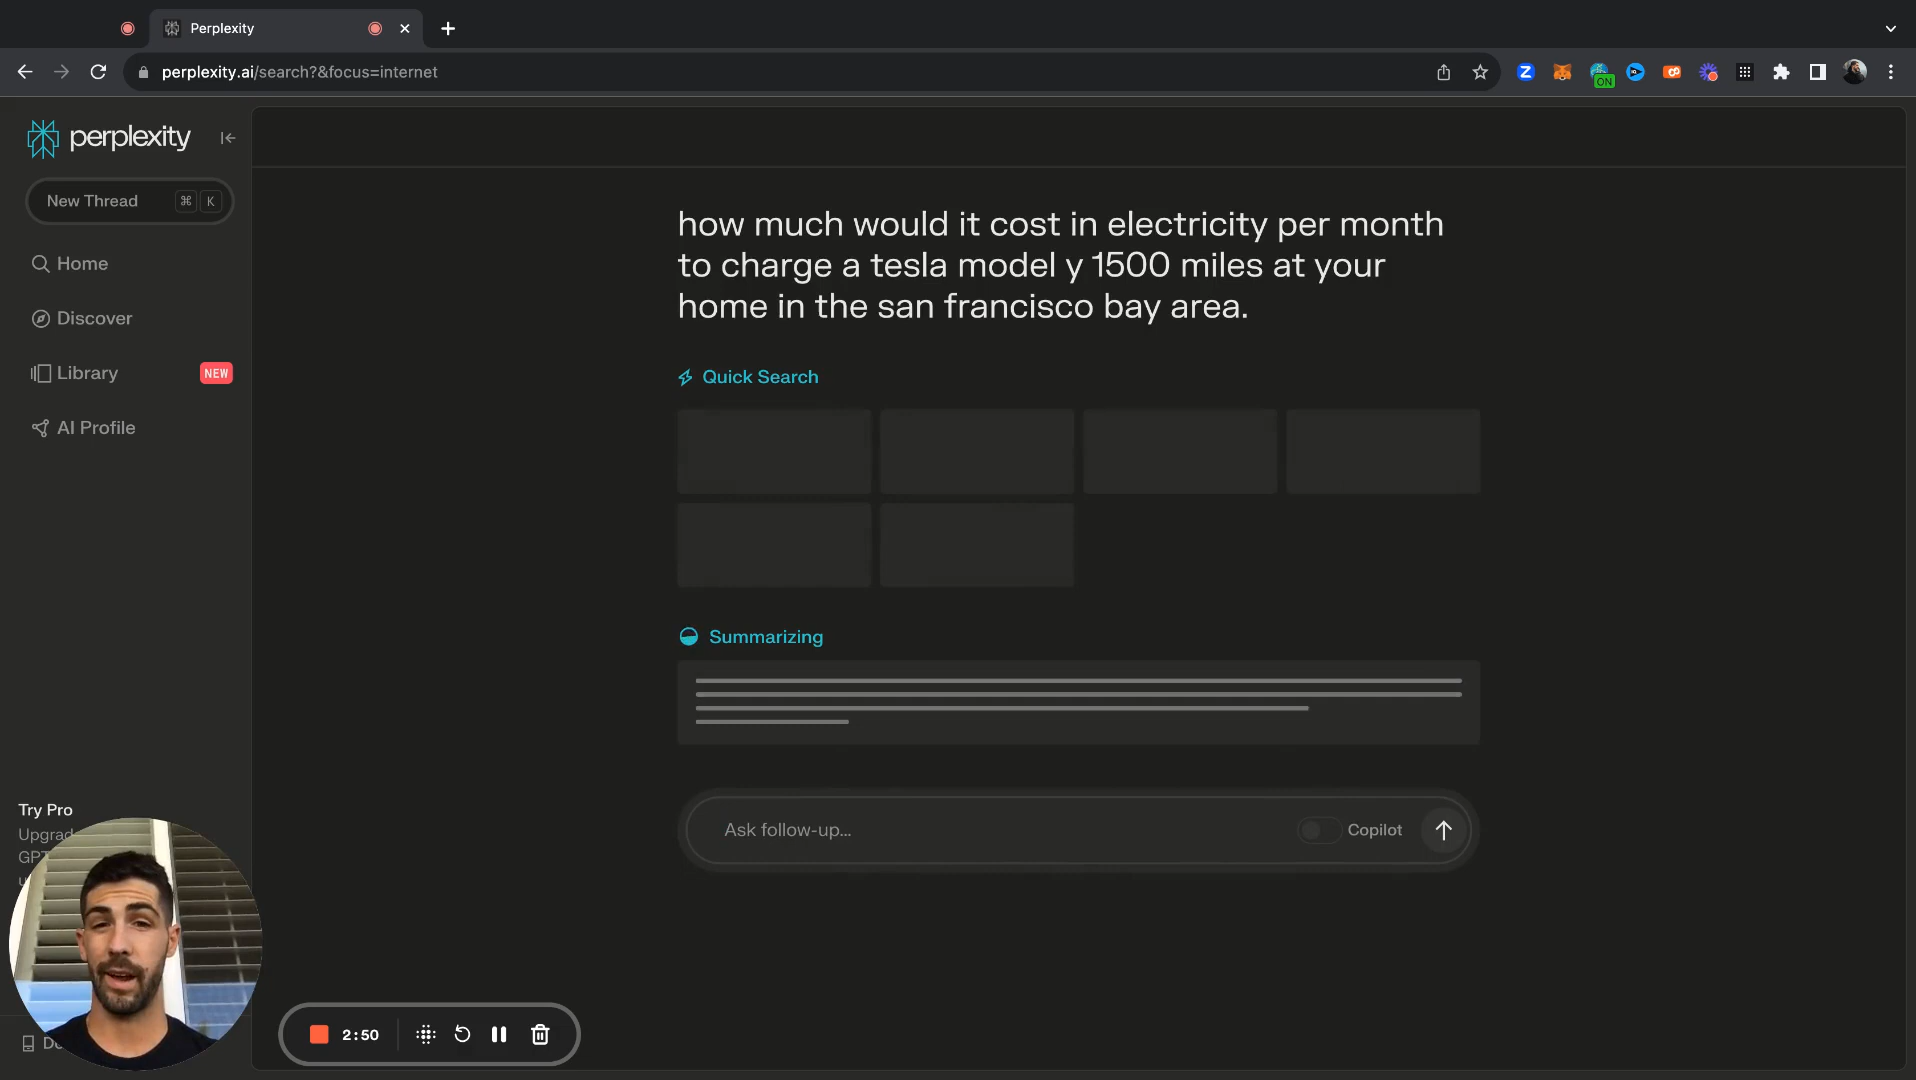 Perplexity
perplexity.ai/search?&focus=internet
Z
ON
perplexity
New Thread ⌘ K
Home
Discover
Library NEW
AI Profile
how much would it cost in electricity per month
to charge a tesla model y 1500 miles at your
home in the san francisco bay area.
Quick Search
Summarizing
Ask follow-up...
Copilot
Try Pro
2:50